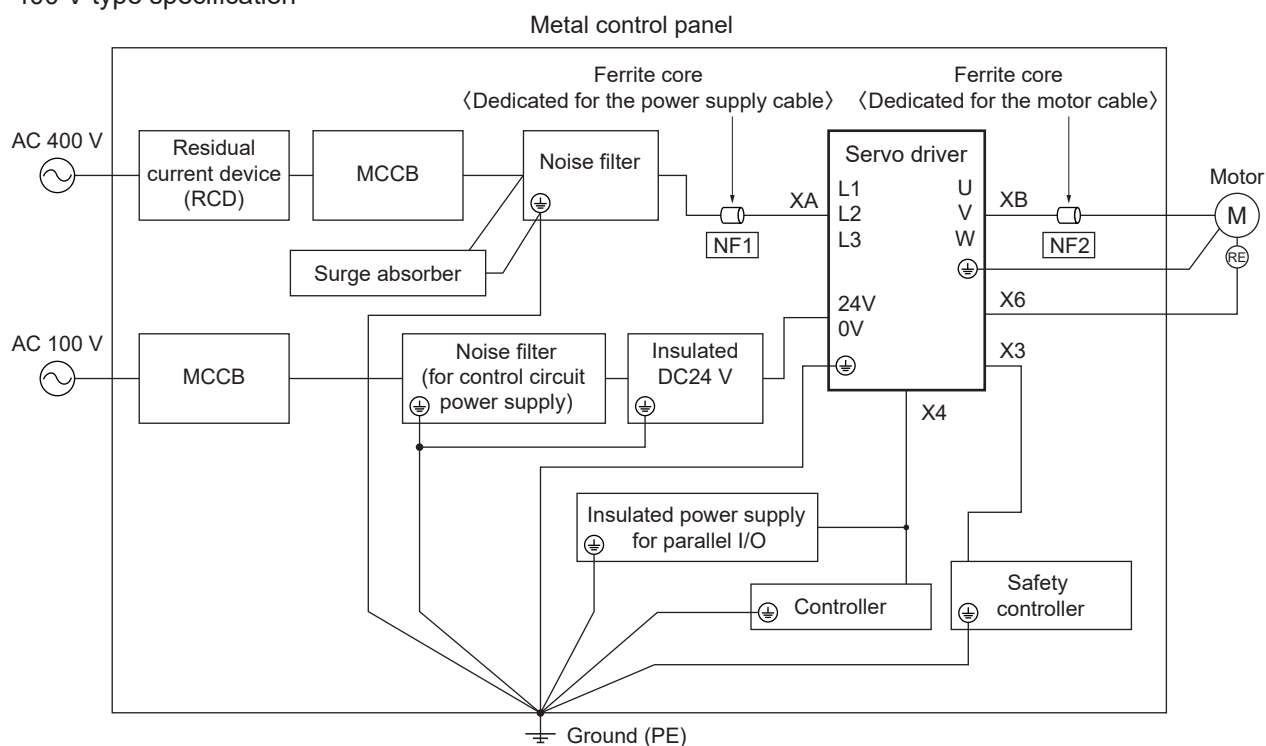 400 V type specification
Metal control panel
Ferrite core
〈Dedicated for the power supply cable〉
Ferrite core
〈Dedicated for the motor cable〉
AC 400 V
Residual
current device
(RCD)
MCCB
Noise filter
Surge absorber
NF1
XA
Servo driver
L1
L2
L3
U
V
W
24V
0V
XB
NF2
Motor
M
RE
X6
X3
X4
AC 100 V
MCCB
Noise filter
(for control circuit
power supply)
Insulated
DC24 V
Insulated power supply
for parallel I/O
Controller
Safety
controller
Ground (PE)